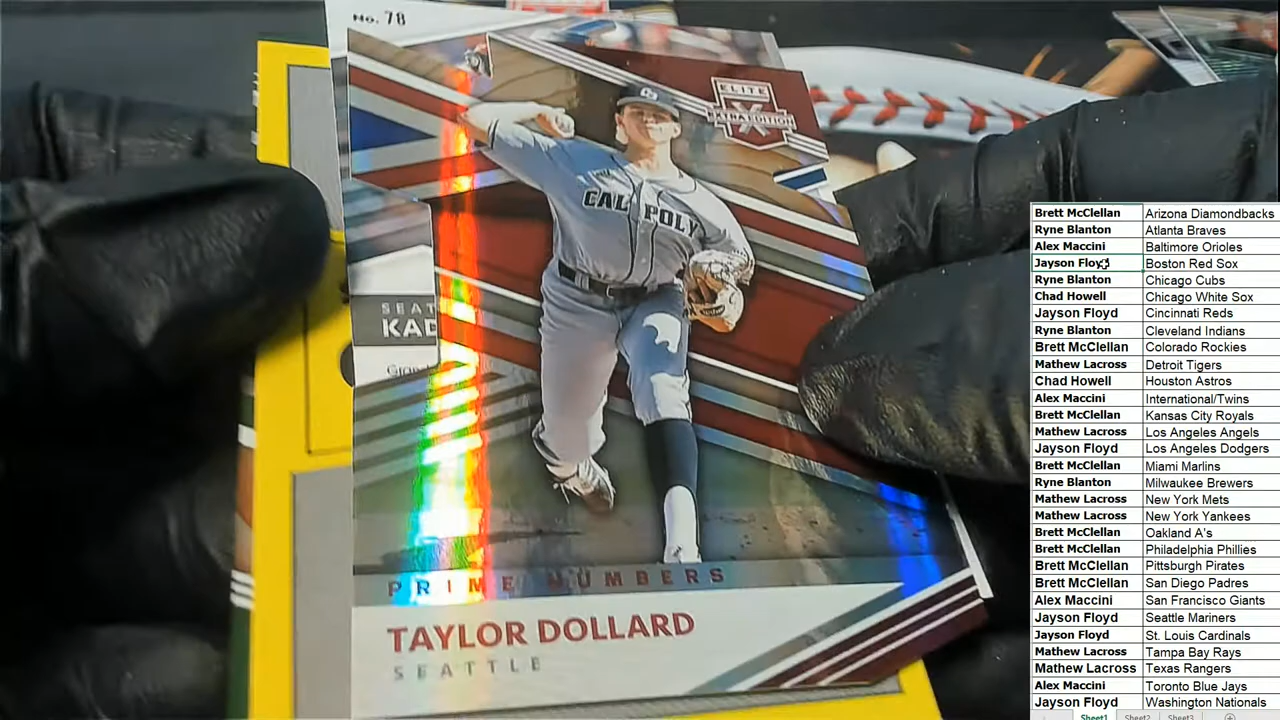 No. 78
ELITE
EXTRA EDITION
CAL POLY
SEAT
KAD
PRIME NUMBERS
TAYLOR DOLLARD
SEATTLE
Brett McClellan Arizona Diamondbacks
Ryne Blanton Atlanta Braves
Alex Maccini Baltimore Orioles
Jayson Floyd Boston Red Sox
Ryne Blanton Chicago Cubs
Chad Howell Chicago White Sox
Jayson Floyd Cincinnati Reds
Ryne Blanton Cleveland Indians
Brett McClellan Colorado Rockies
Mathew Lacross Detroit Tigers
Chad Howell Houston Astros
Alex Maccini International/Twins
Brett McClellan Kansas City Royals
Mathew Lacross Los Angeles Angels
Jayson Floyd Los Angeles Dodgers
Brett McClellan Miami Marlins
Ryne Blanton Milwaukee Brewers
Mathew Lacross New York Mets
Mathew Lacross New York Yankees
Brett McClellan Oakland A's
Brett McClellan Philadelphia Phillies
Brett McClellan Pittsburgh Pirates
Brett McClellan San Diego Padres
Alex Maccini San Francisco Giants
Jayson Floyd Seattle Mariners
Jayson Floyd St. Louis Cardinals
Mathew Lacross Tampa Bay Rays
Mathew Lacross Texas Rangers
Alex Maccini Toronto Blue Jays
Jayson Floyd Washington Nationals
Sheet1 Sheet2 Sheet3